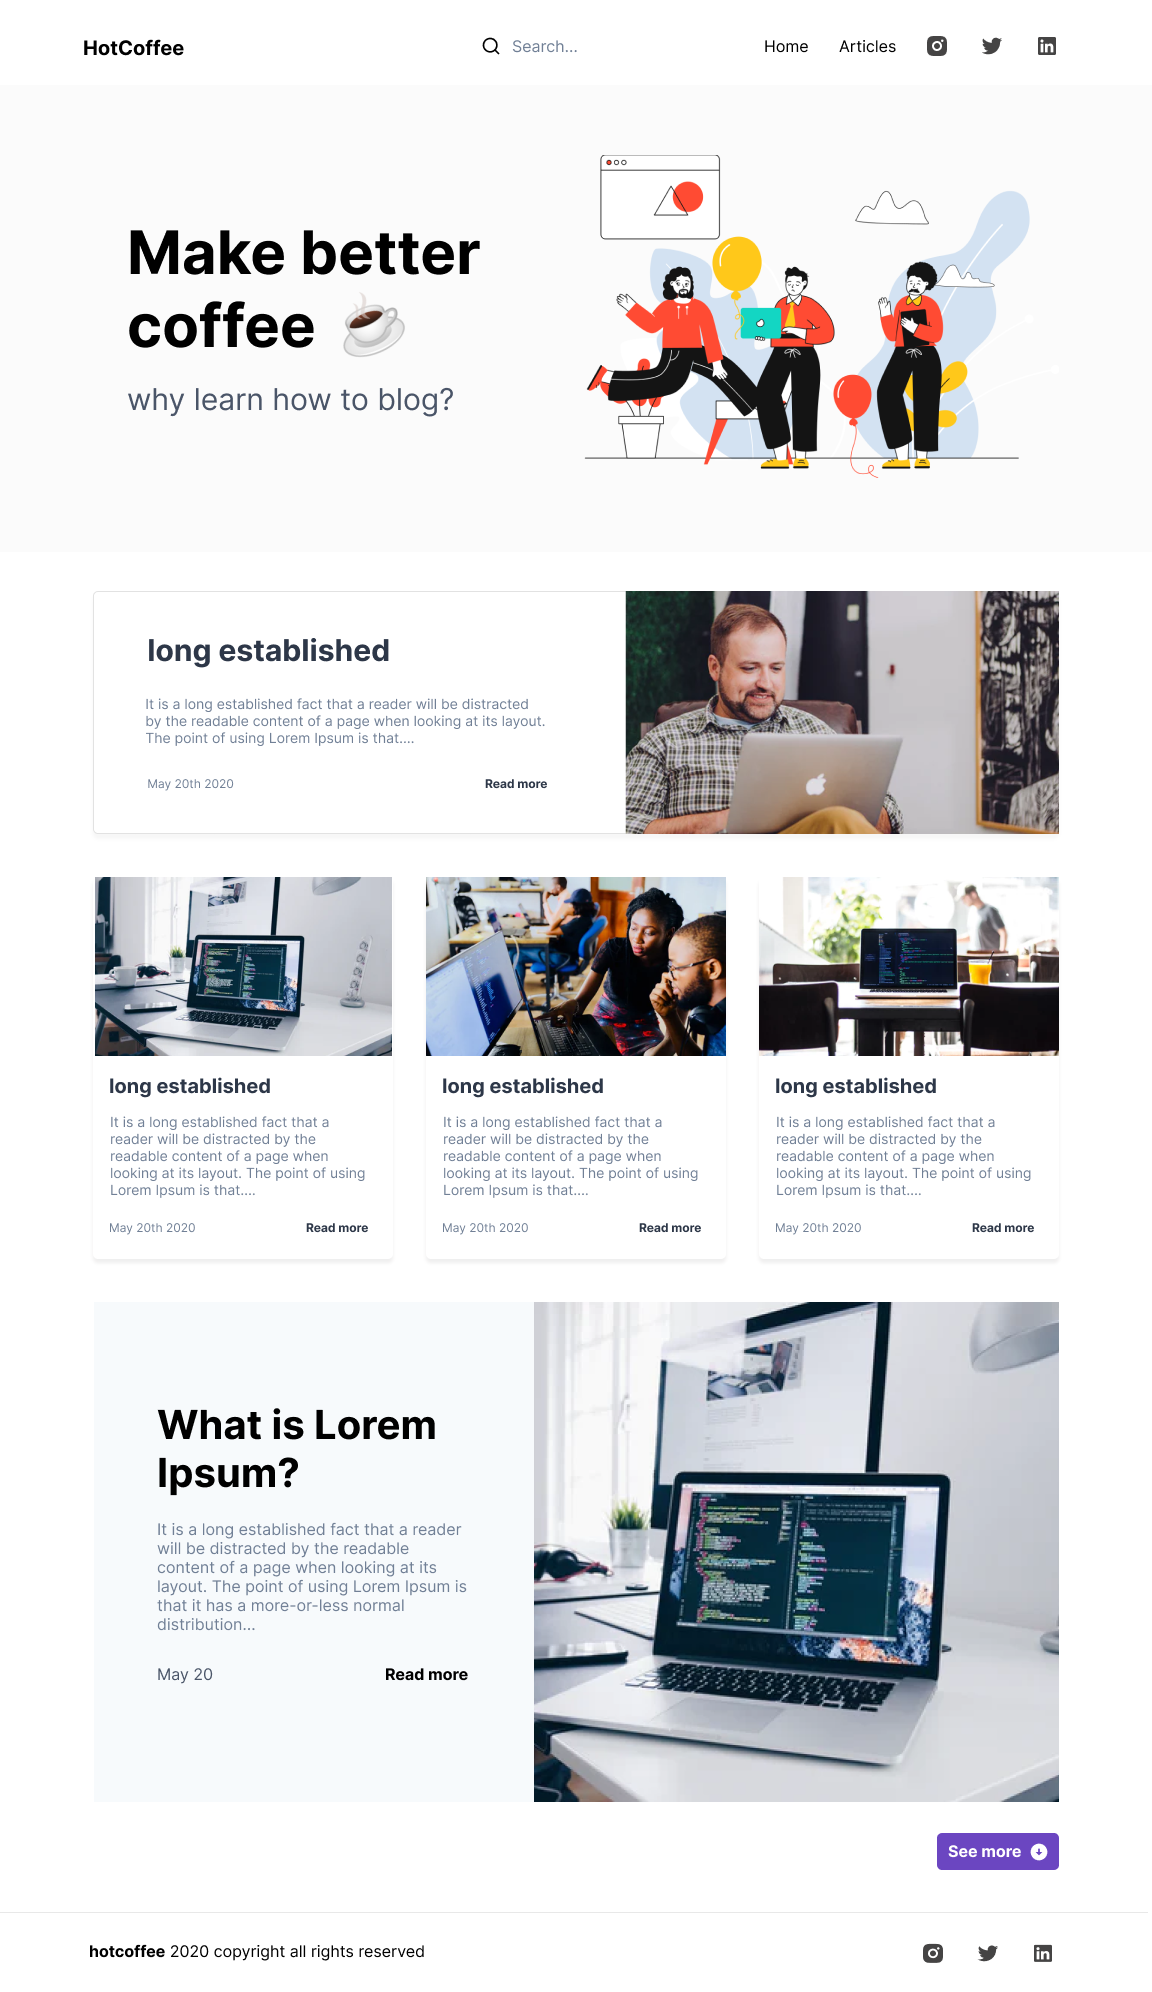 HotCoffee
Search...
Home
Articles
Make better
coffee
why learn how to blog?
long established
It is a long established fact that a reader will be distracted
by the readable content of a page when looking at its layout.
The point of using Lorem Ipsum is that....
May 20th 2020
Read more
long established
It is a long established fact that a
reader will be distracted by the
readable content of a page when
looking at its layout. The point of using
Lorem Ipsum is that....
May 20th 2020
Read more
long established
It is a long established fact that a
reader will be distracted by the
readable content of a page when
looking at its layout. The point of using
Lorem Ipsum is that....
May 20th 2020
Read more
long established
It is a long established fact that a
reader will be distracted by the
readable content of a page when
looking at its layout. The point of using
Lorem Ipsum is that....
May 20th 2020
Read more
What is Lorem
Ipsum?
It is a long established fact that a reader
will be distracted by the readable
content of a page when looking at its
layout. The point of using Lorem Ipsum is
that it has a more-or-less normal
distribution...
May 20
Read more
See more
hotcoffee 2020 copyright all rights reserved